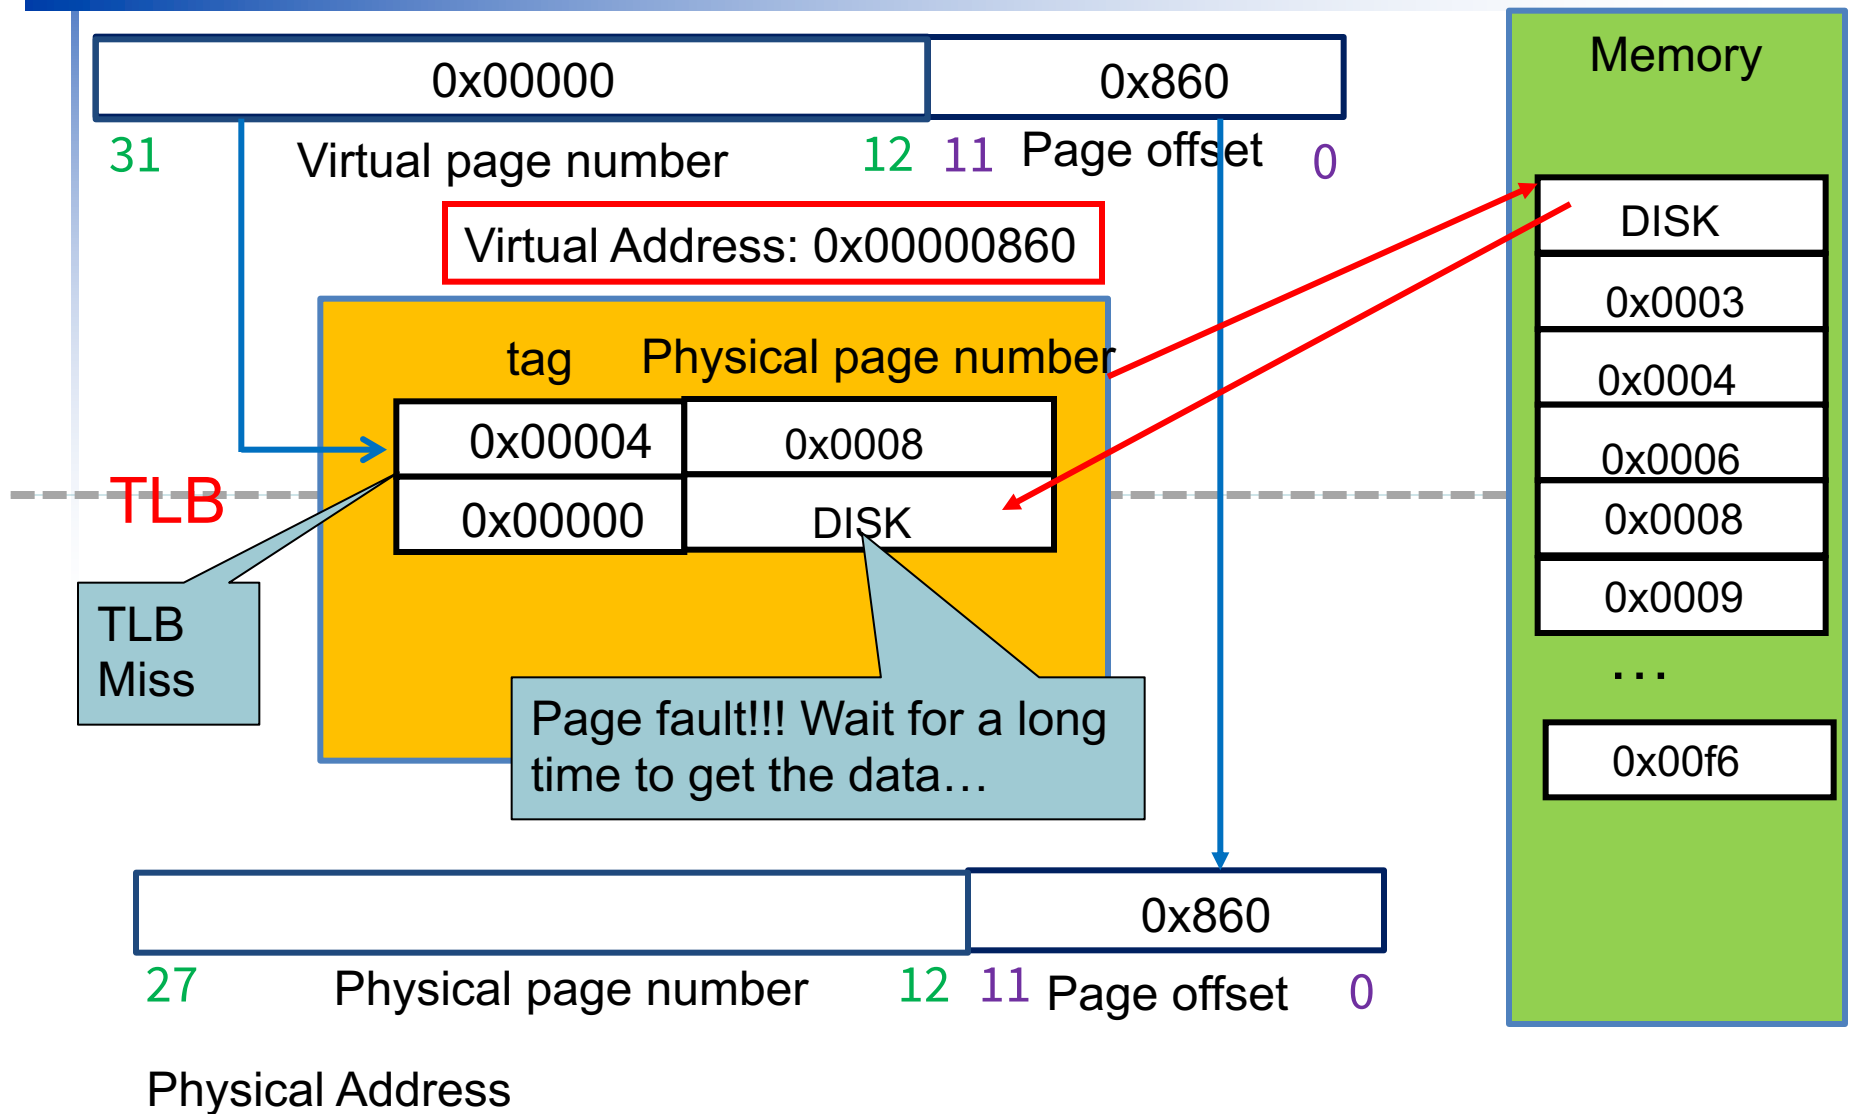 0x00000
0x860
31
Virtual page number
12
11
Page offset
0
Virtual Address: 0x00000860
tag
Physical page number
0x00004
0x0008
TLB
0x00000
DISK
TLB
Miss
Page fault!!! Wait for a long
time to get the data…
0x860
27
Physical page number
12
11
Page offset
0
Physical Address
Memory
DISK
0x0003
0x0004
0x0006
0x0008
0x0009
…
0x00f6